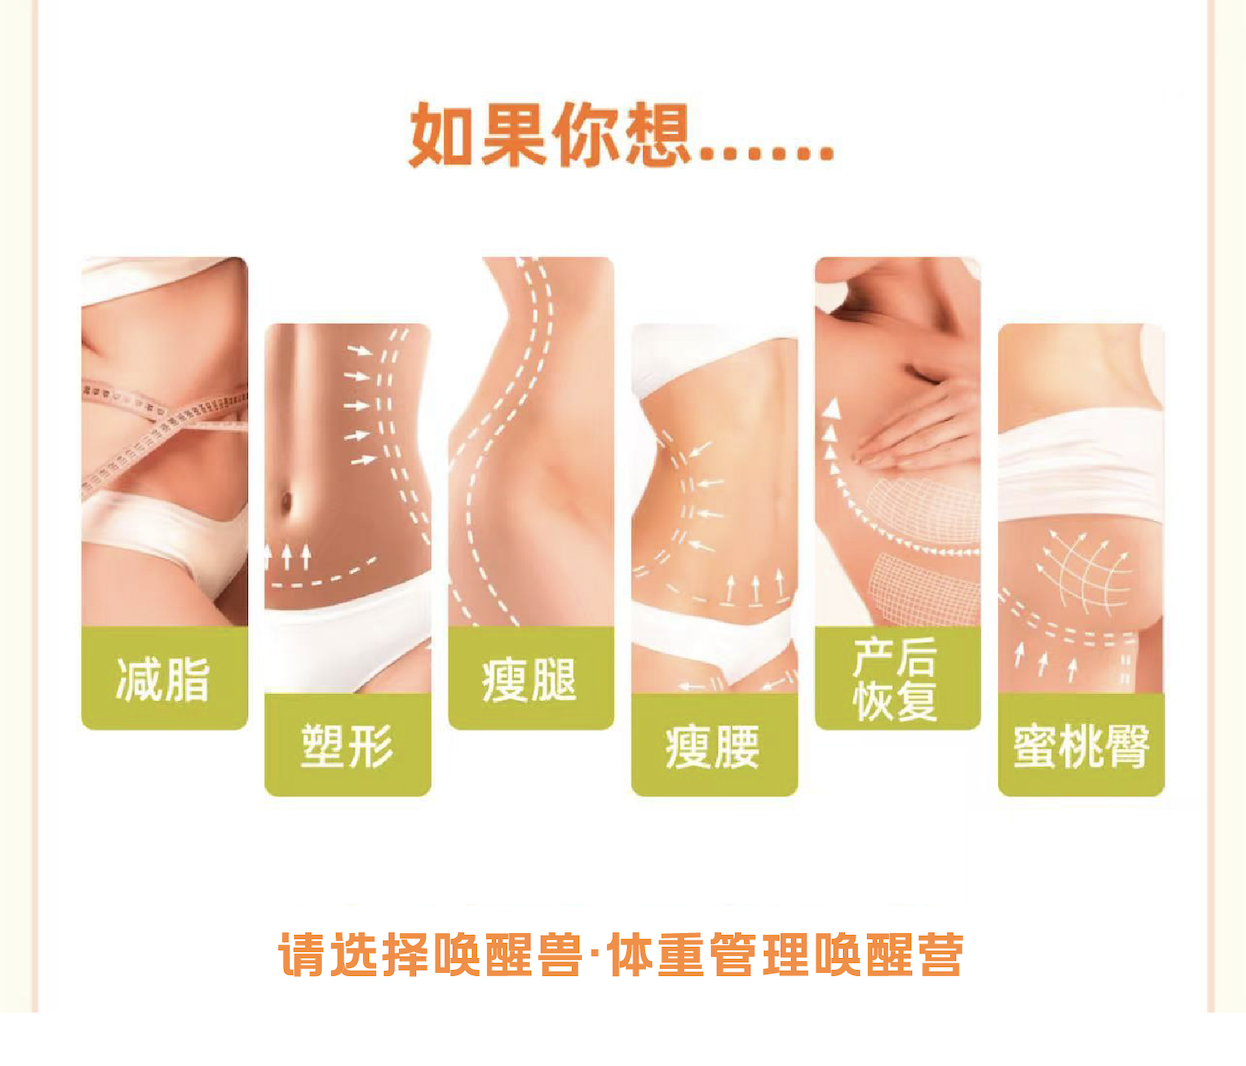 如果你想......
减脂
塑形
瘦腿
瘦腰
产后
恢复
蜜桃臀
请选择唤醒兽·体重管理唤醒营